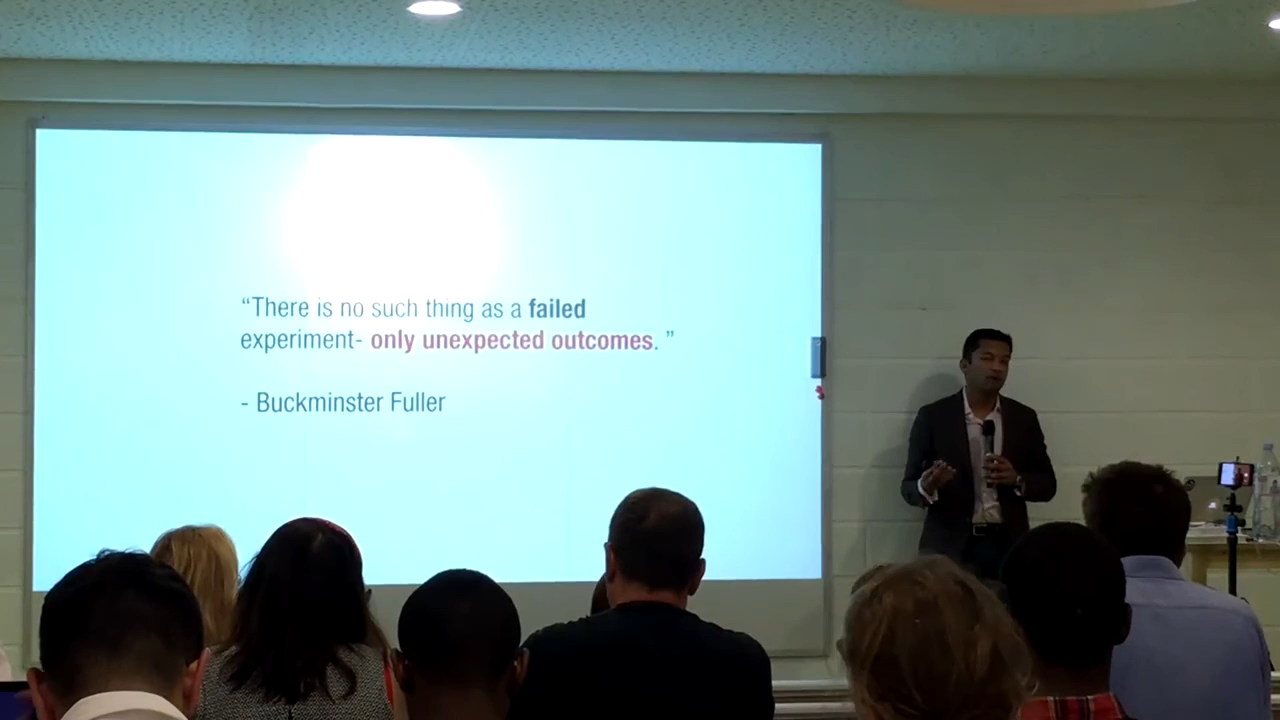 “There is no such thing as a failed
experiment- only unexpected outcomes. ”
- Buckminster Fuller